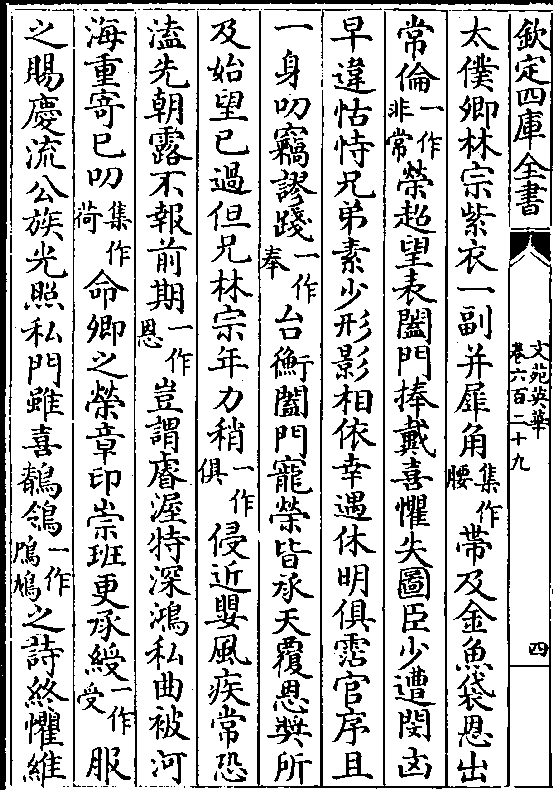 欽定四庫全書
文苑英華
卷六百二十九
四
太僕卿林宗紫衣一副并犀角集作腰帶及金魚袋恩出
常倫一作非常榮超望表闔門捧戴喜懼失圖臣少遭閔凶
早違怙恃兄弟素少形影相依幸遇休明俱霑官序且
一身叨竊謬踐一作奉台衡闔門寵榮皆承天覆恩奬所
及始望已過但兄林宗年力稍一作俱侵近嬰風疾常恐
溘先朝露不報前期一作恩豈謂睿渥特深鴻私曲被河
海重寄已叨集作荷命卿之榮章印崇班更承綬一作受服
之賜慶流公族光照私門雖喜鶺鴒一作鳲鳩之詩終懼維